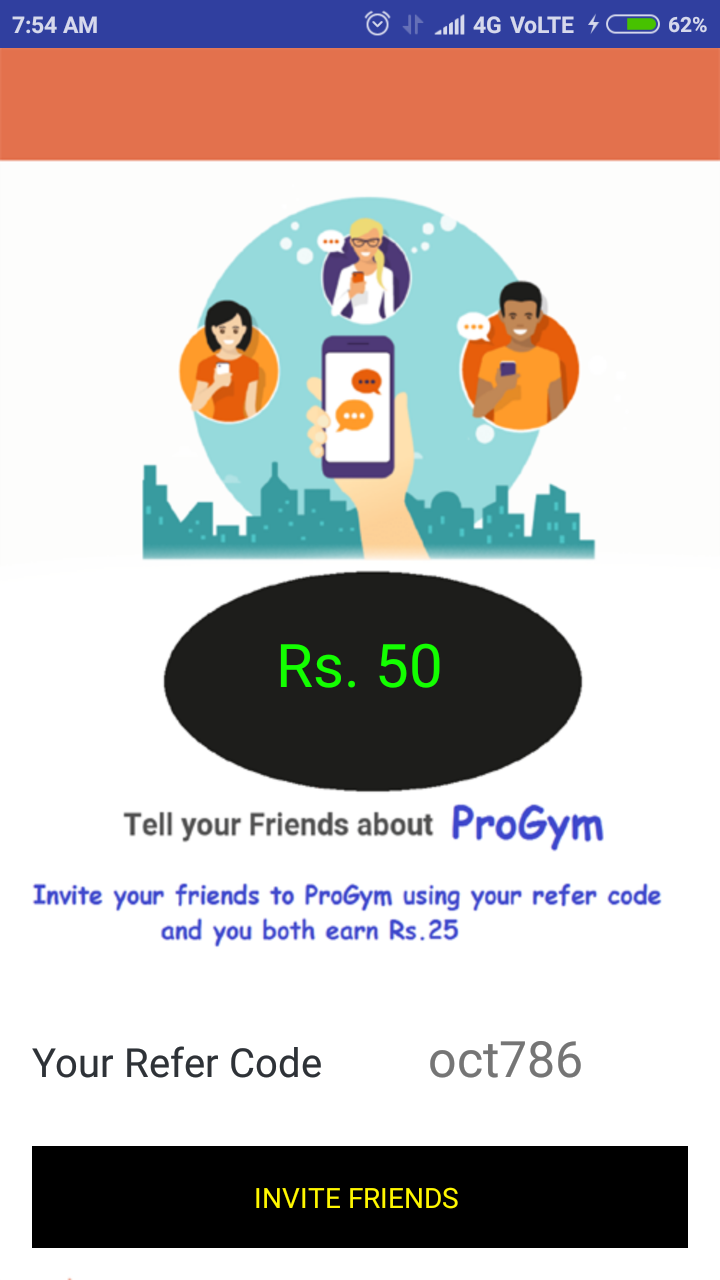 7:54 AM 4G VoLTE 62%
Rs. 50
Tell your Friends about ProGym
Invite your friends to ProGym using your refer code
and you both earn Rs.25
Your Refer Code oct786
INVITE FRIENDS